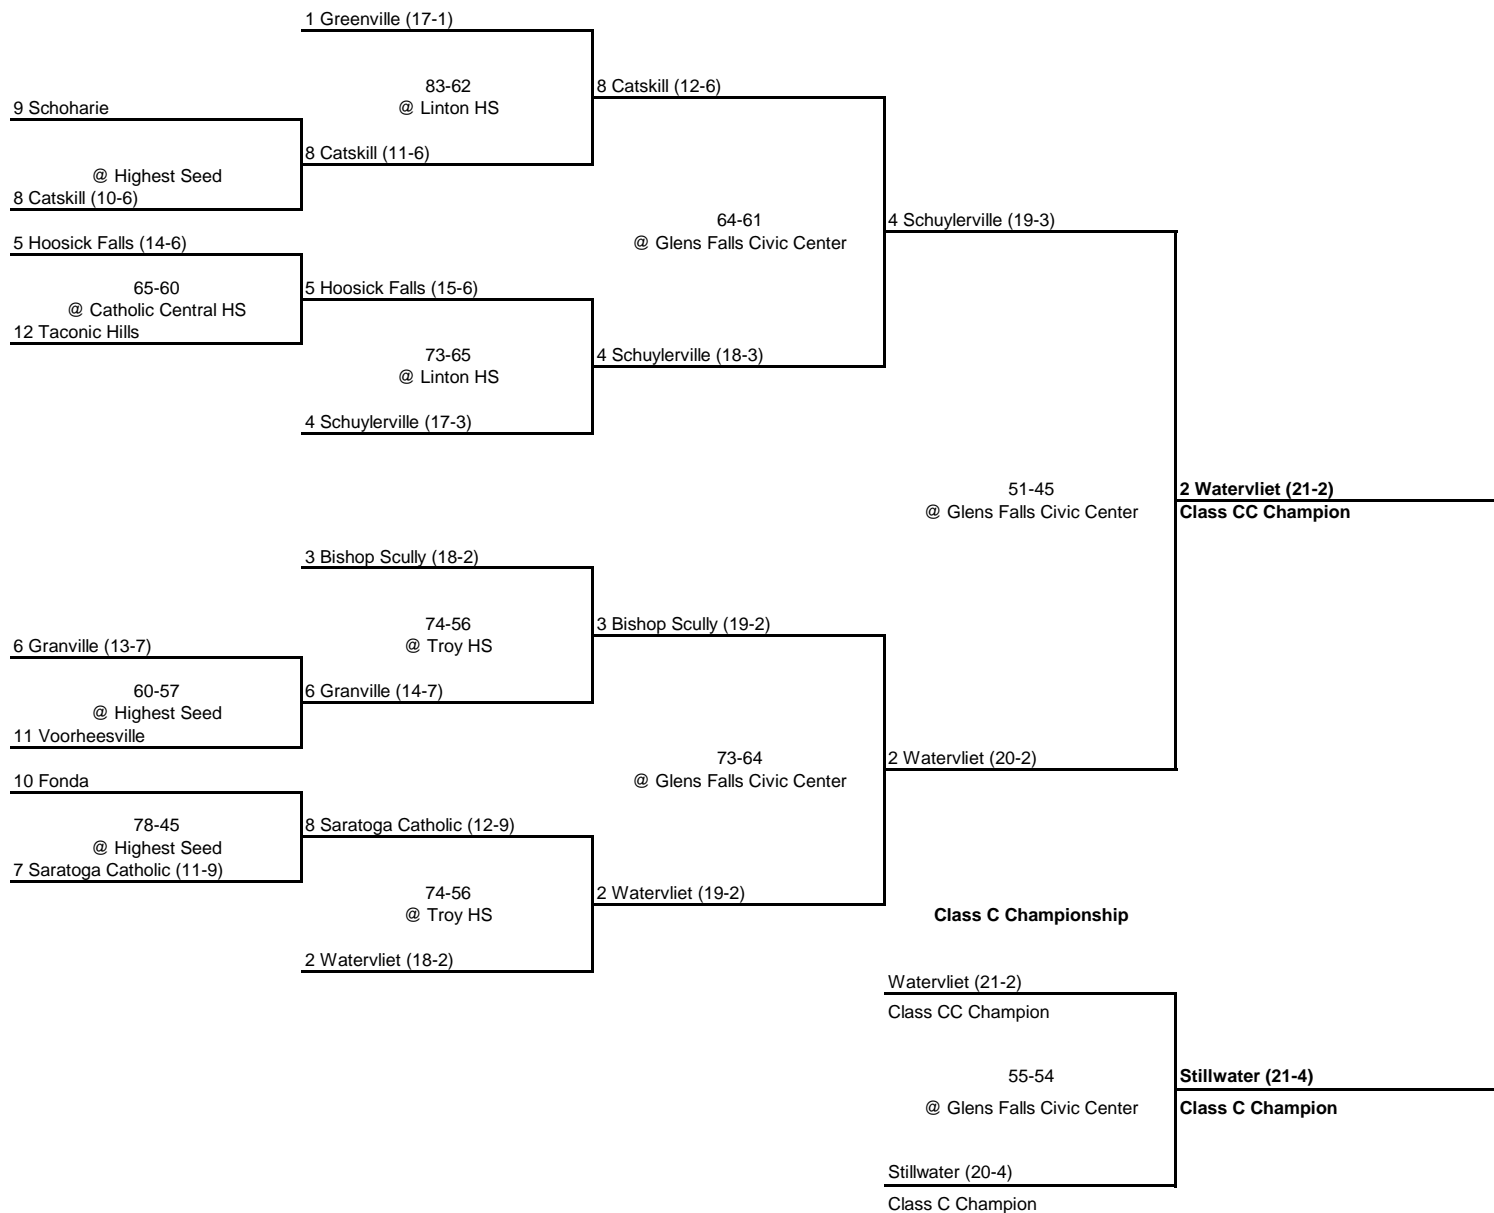 1 Greenville (17-1)
83-62
@ Linton HS
8 Catskill (12-6)
9 Schoharie
@ Highest Seed
8 Catskill (10-6)
8 Catskill (11-6)
64-61
@ Glens Falls Civic Center
4 Schuylerville (19-3)
5 Hoosick Falls (14-6)
65-60
@ Catholic Central HS
12 Taconic Hills
5 Hoosick Falls (15-6)
73-65
@ Linton HS
4 Schuylerville (18-3)
4 Schuylerville (17-3)
51-45
@ Glens Falls Civic Center
2 Watervliet (21-2)
Class CC Champion
3 Bishop Scully (18-2)
74-56
@ Troy HS
3 Bishop Scully (19-2)
6 Granville (13-7)
60-57
@ Highest Seed
11 Voorheesville
6 Granville (14-7)
73-64
@ Glens Falls Civic Center
2 Watervliet (20-2)
10 Fonda
78-45
@ Highest Seed
7 Saratoga Catholic (11-9)
8 Saratoga Catholic (12-9)
74-56
@ Troy HS
2 Watervliet (19-2)
2 Watervliet (18-2)
Class C Championship
Watervliet (21-2)
Class CC Champion
55-54
@ Glens Falls Civic Center
Stillwater (21-4)
Class C Champion
Stillwater (20-4)
Class C Champion